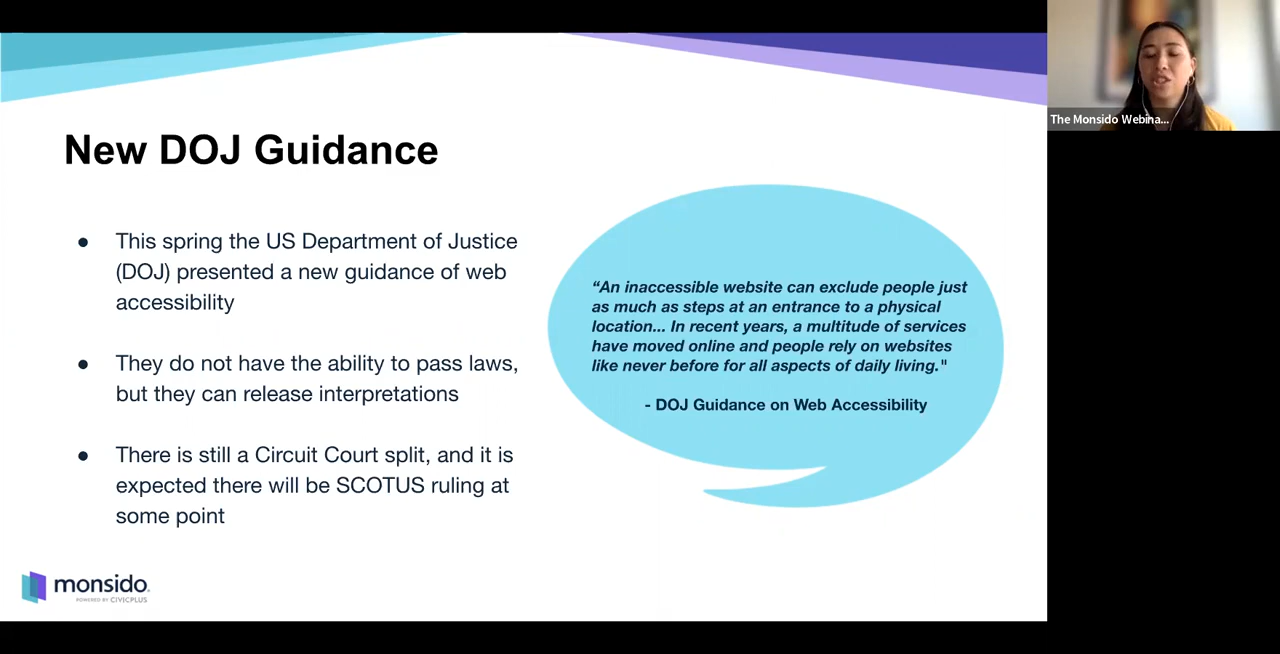 The Monsido Webina...
New DOJ Guidance
● This spring the US Department of Justice
(DOJ) presented a new guidance of web
accessibility
● They do not have the ability to pass laws,
but they can release interpretations
● There is still a Circuit Court split, and it is
expected there will be SCOTUS ruling at
some point
“An inaccessible website can exclude people just
as much as steps at an entrance to a physical
location... In recent years, a multitude of services
have moved online and people rely on websites
like never before for all aspects of daily living."
- DOJ Guidance on Web Accessibility
monsido
POWERED BY CIVICPLUS